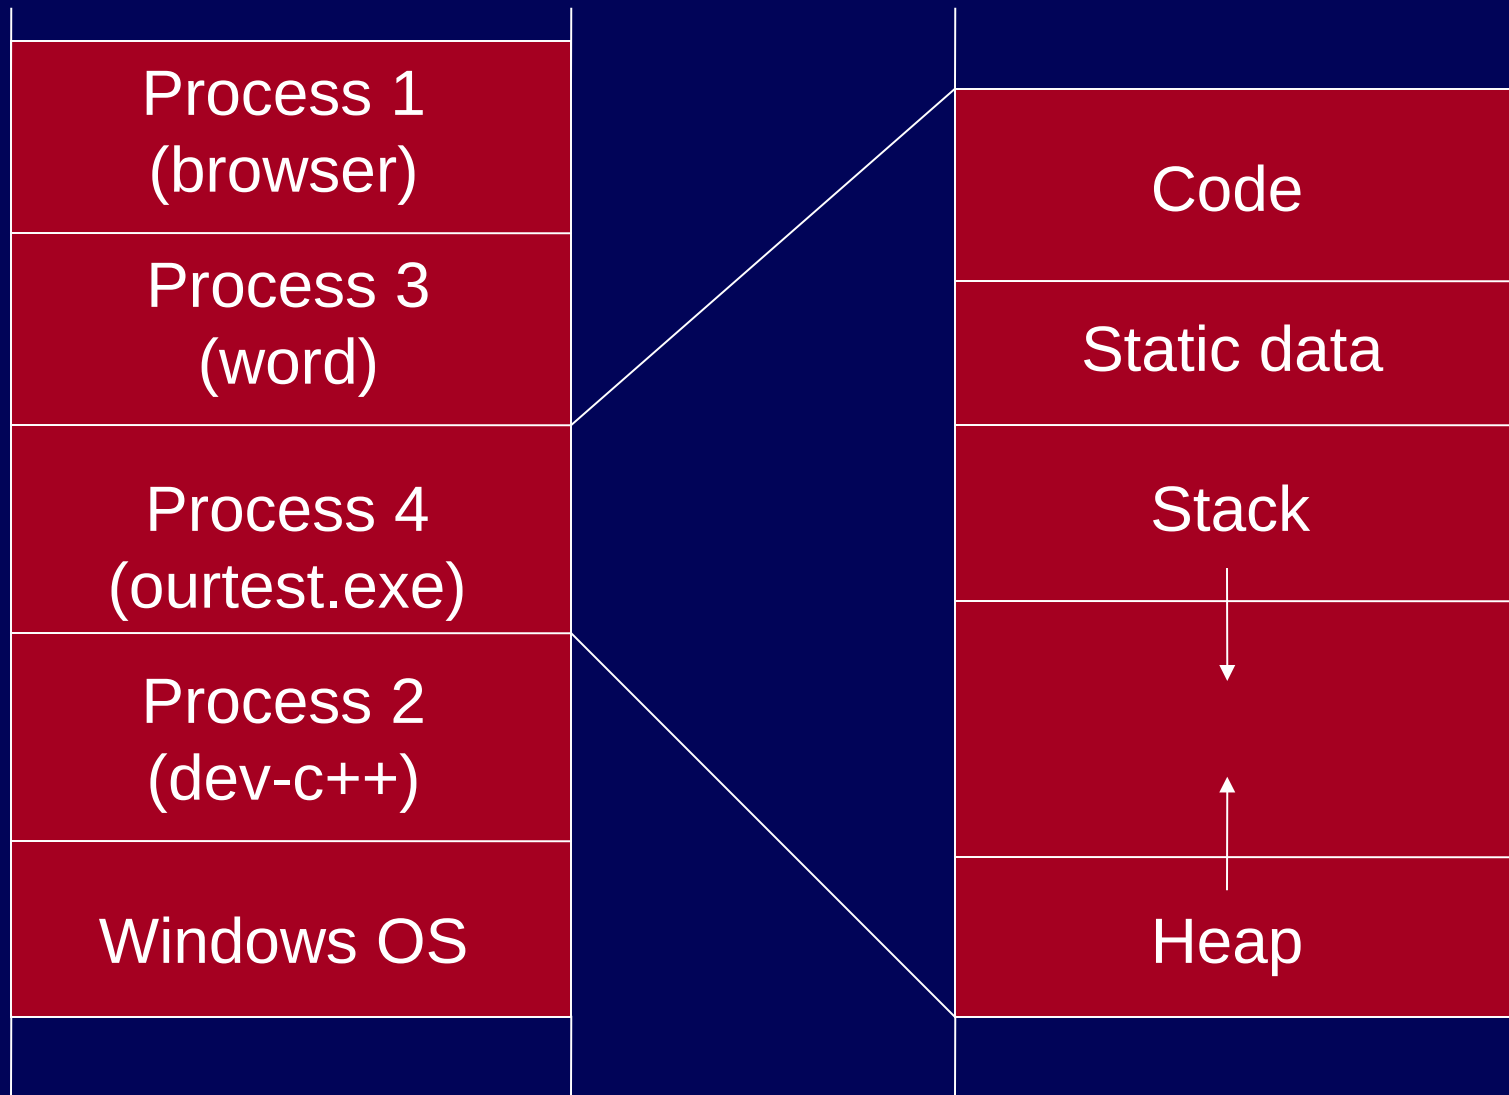 Process 1
(browser)
Process 3
(word)
Process 4
(ourtest.exe)
Process 2
(dev-c++)
Windows OS
Code
Static data
Stack
Heap